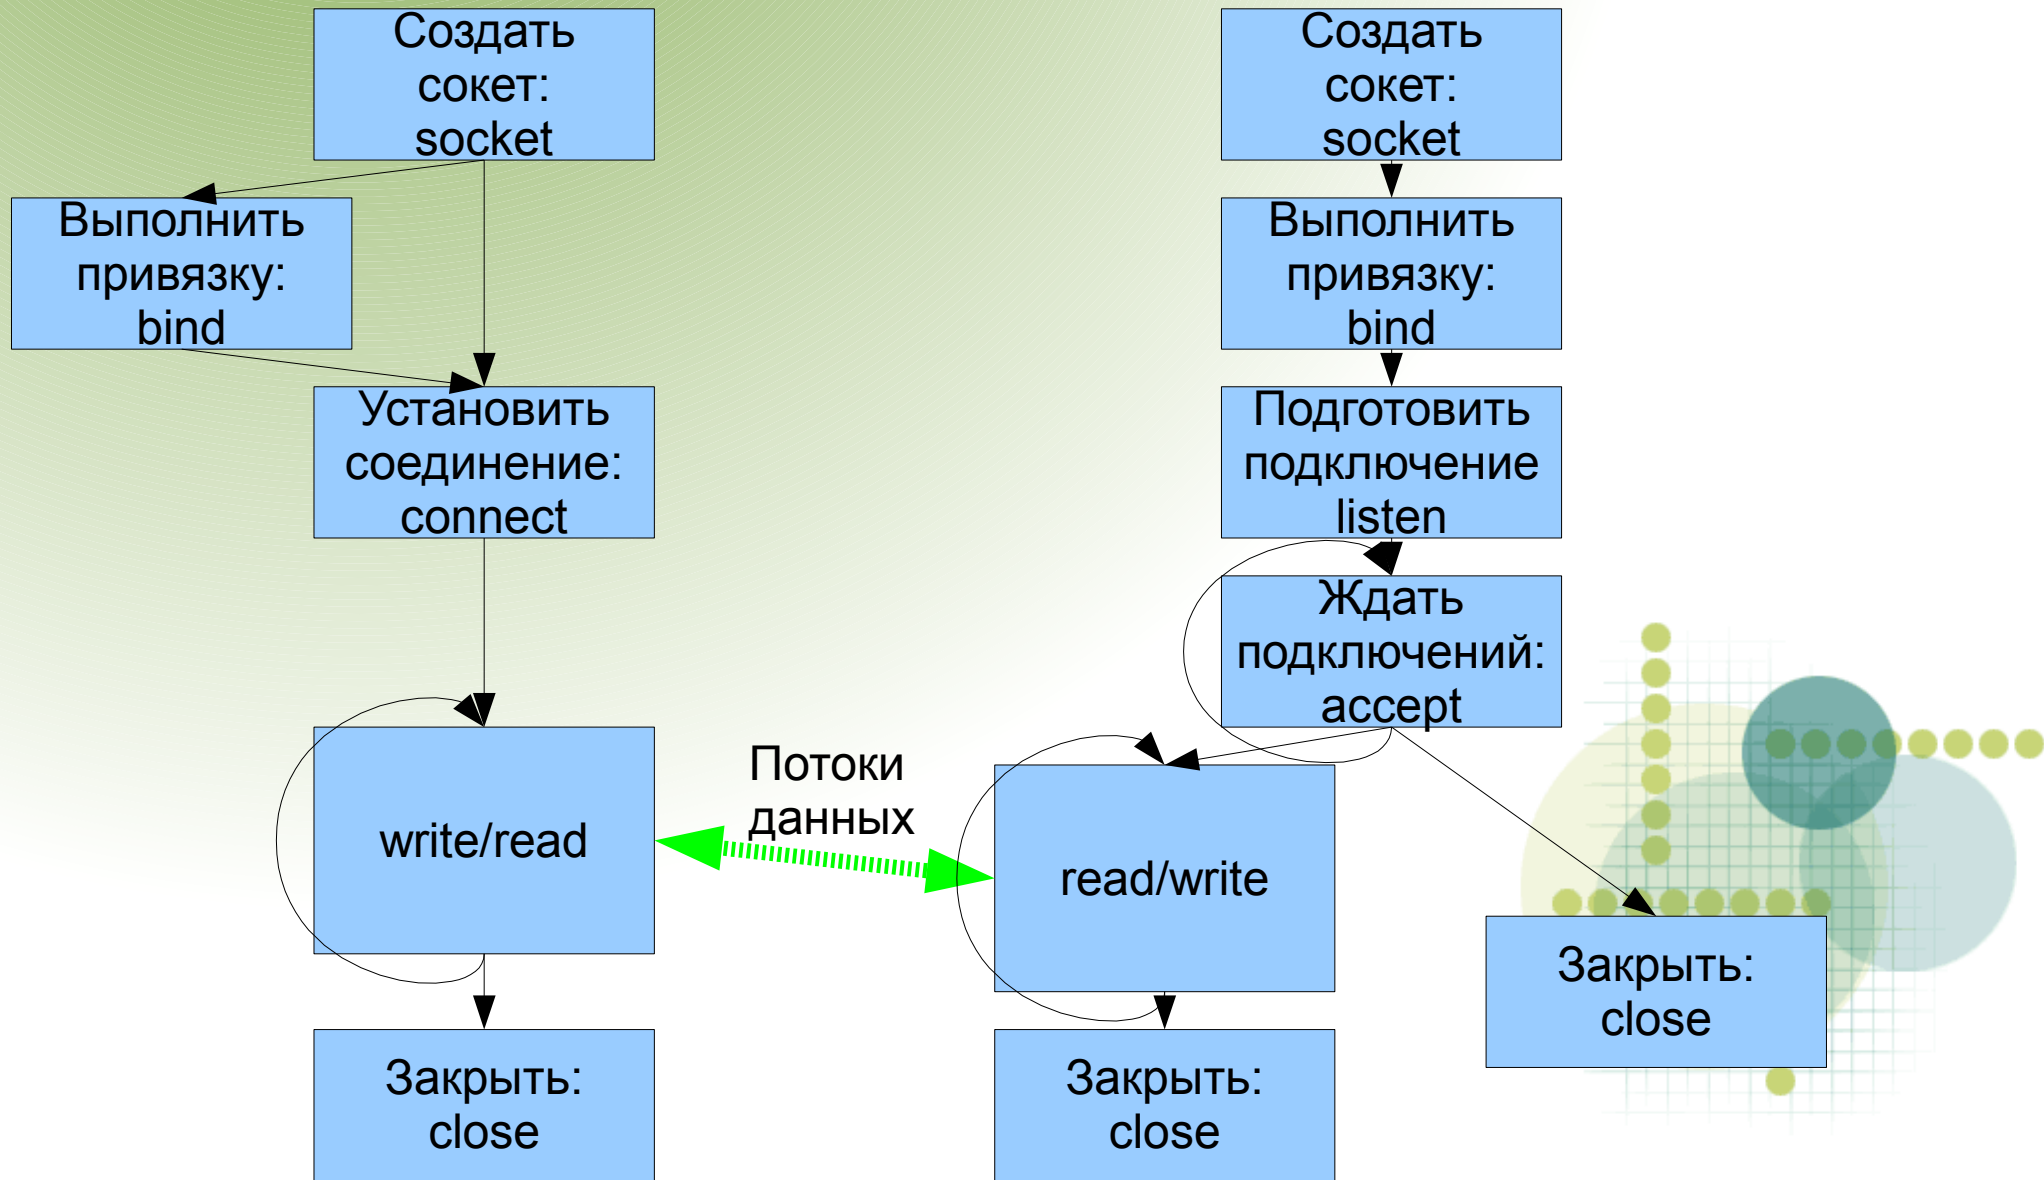 Создать
сокет:
socket
Выполнить
привязку:
bind
Установить
соединение:
connect
write/read
Закрыть:
close
Потоки
данных
Создать
сокет:
socket
Выполнить
привязку:
bind
Подготовить
подключение
listen
Ждать
подключений:
accept
read/write
Закрыть:
close
Закрыть:
close